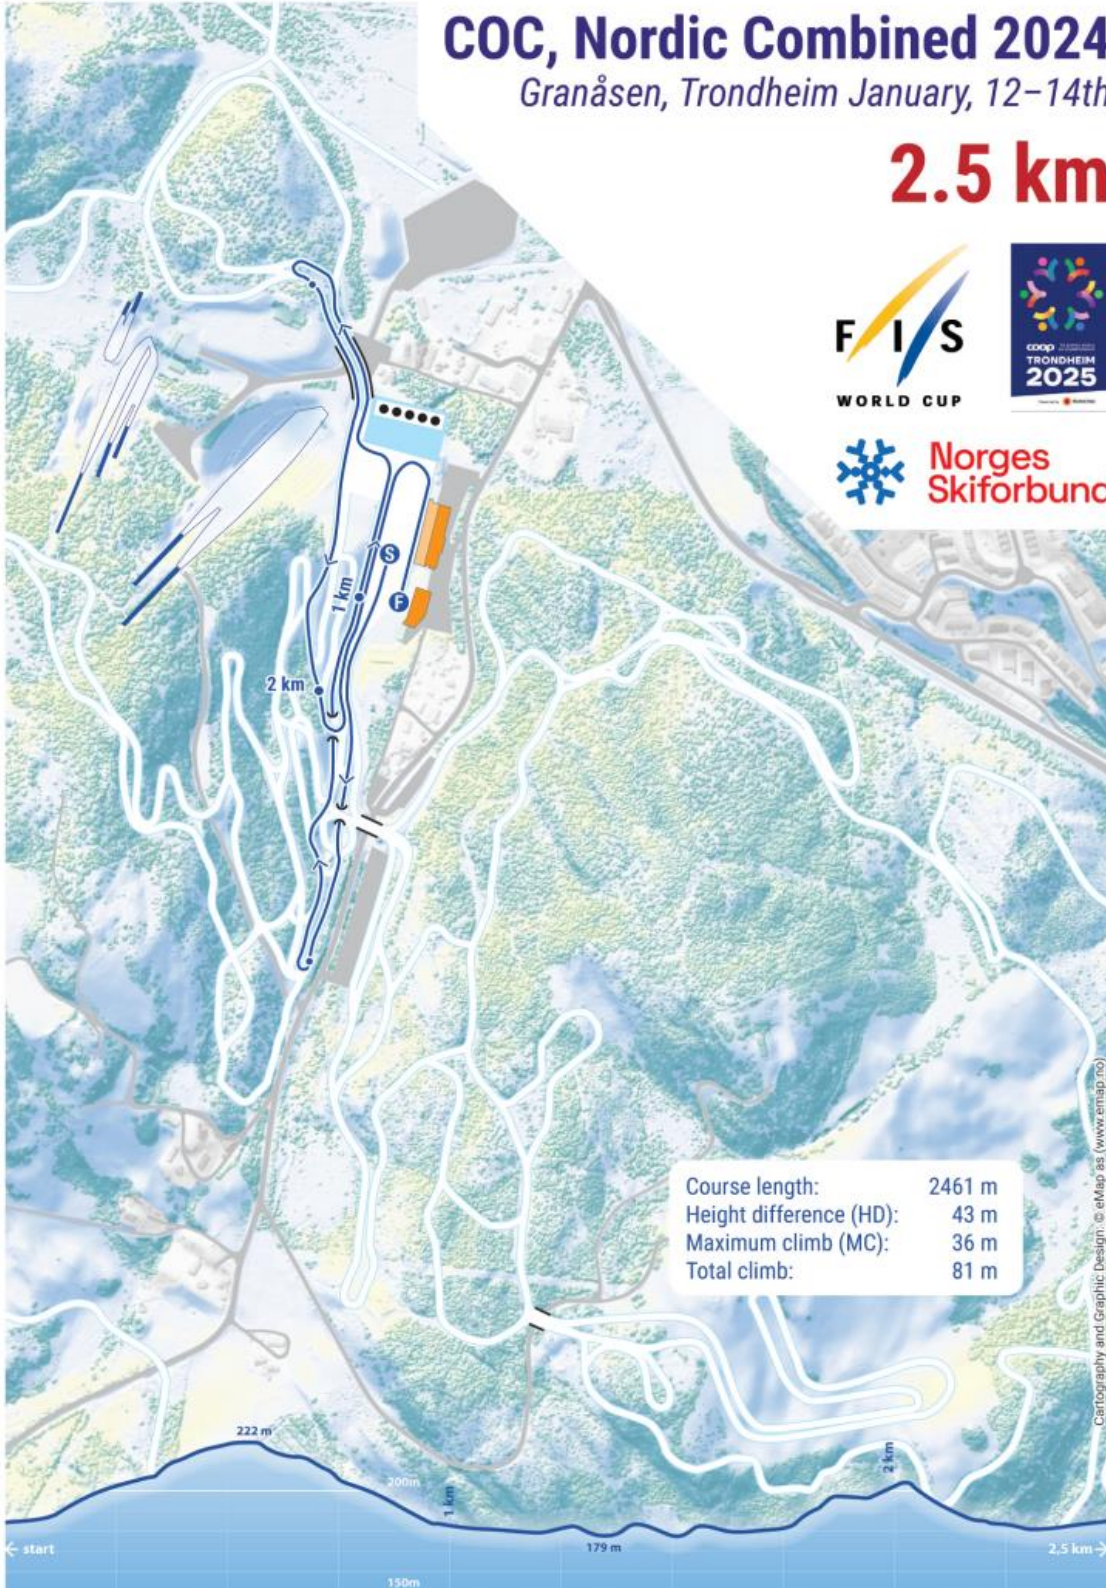 COC, Nordic Combined 2024
Granåsen, Trondheim January, 12–14th
2.5 km
F I S
WORLD CUP
coop
TRONDHEIM
2025
Norges
Skiforbund
S
1 km
F
2 km
Course length: 2461 m
Height difference (HD): 43 m
Maximum climb (MC): 36 m
Total climb: 81 m
Cartography and Graphic Design: © eMap as (www.emap.no)
222 m
200m
1 km
2 km
← start
179 m
2,5 km →
150m